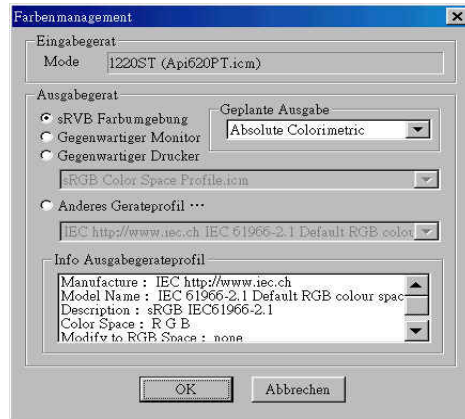 Farbenmanagement
Eingabegerat
Mode 1220ST (Api620PT.icm)
Ausgabegerat
sRVB Farbumgebung
Gegenwartiger Monitor
Gegenwartiger Drucker
Geplante Ausgabe
Absolute Colorimetric
sRGB Color Space Profile.icm
Anderes Gerateprofil ···
IEC http://www.iec.ch IEC 61966-2.1 Default RGB colou
Info Ausgabegerateprofil
Manufacture : IEC http://www.iec.ch
Model Name : IEC 61966-2.1 Default RGB colour spac
Description : sRGB IEC61966-2.1
Color Space : R G B
Modify to RGB Space : none
OK Abbrechen